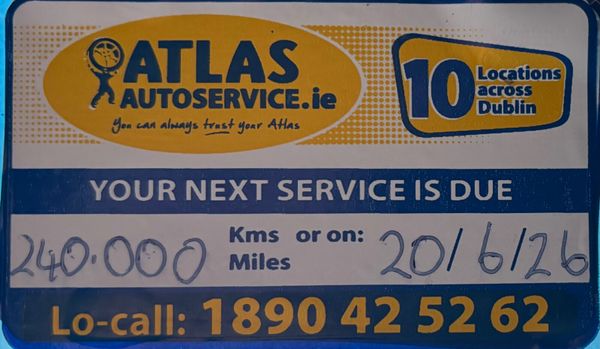 ATLAS
AUTOSERVICE.ie
You can always trust your Atlas
10 Locations
across
Dublin
YOUR NEXT SERVICE IS DUE
240.000 Kms or on: 20/6/26
Miles
Lo-call: 1890 42 52 62